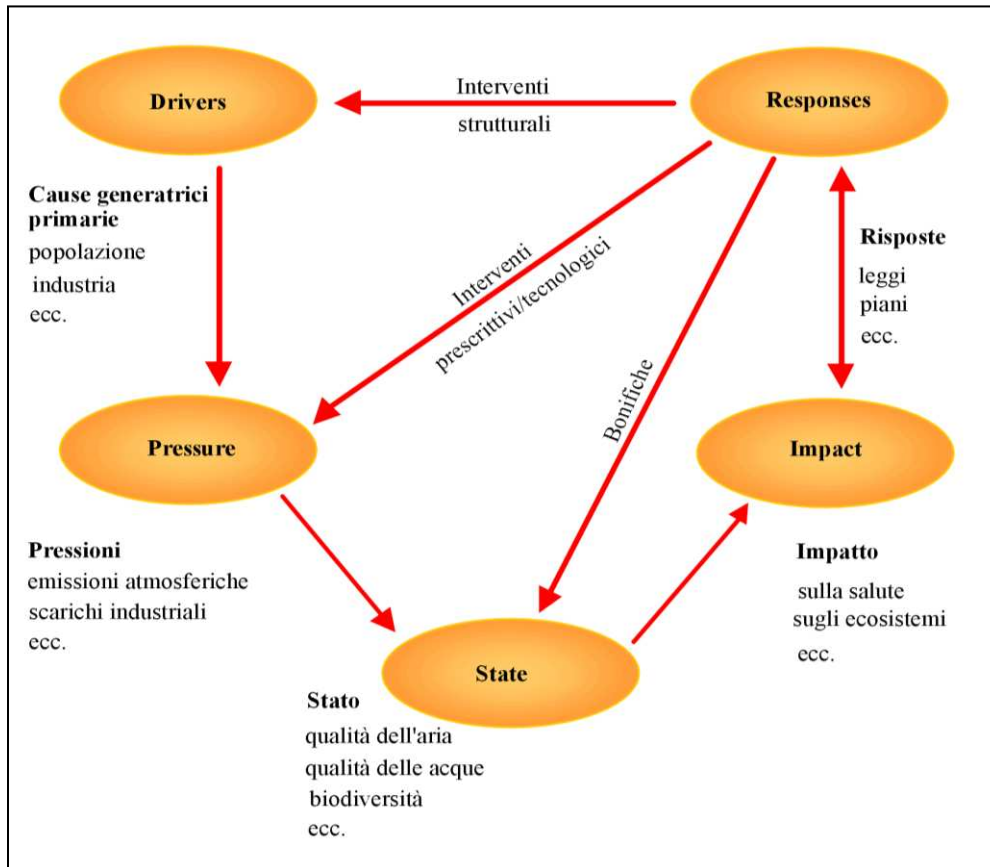 Drivers
Interventi
strutturali
Responses
Cause generatrici
primarie
popolazione
industria
ecc.
Interventi
prescrittivi/tecnologici
Bonifiche
Risposte
leggi
piani
ecc.
Pressure
Impact
Pressioni
emissioni atmosferiche
scarichi industriali
ecc.
Impatto
sulla salute
sugli ecosistemi
ecc.
State
Stato
qualità dell'aria
qualità delle acque
biodiversità
ecc.